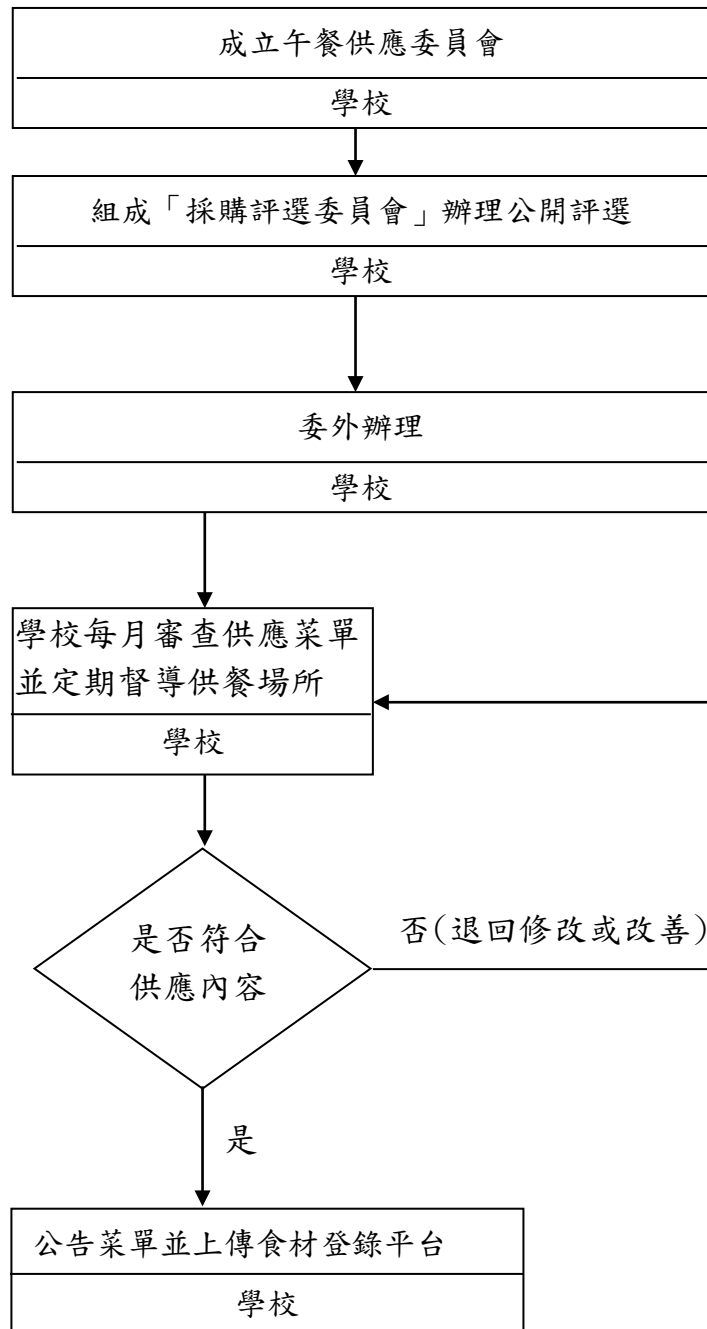 成立午餐供應委員會
學校
組成「採購評選委員會」辦理公開評選
學校
委外辦理
學校
學校每月審查供應菜單
並定期督導供餐場所
學校
是否符合
供應內容
否(退回修改或改善)
是
公告菜單並上傳食材登錄平台
學校